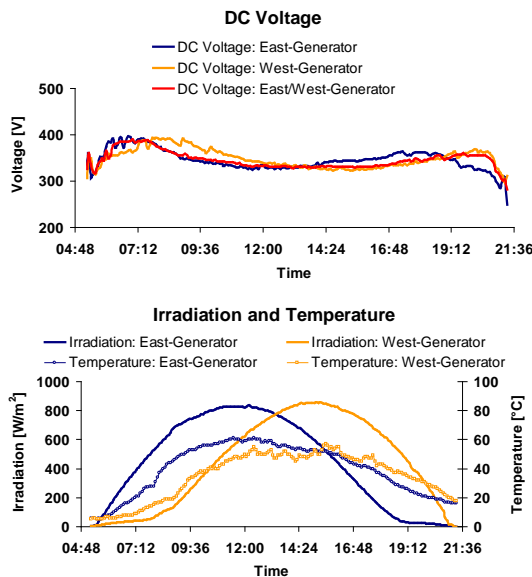 DC Voltage
DC Voltage: East-Generator
DC Voltage: West-Generator
DC Voltage: East/West-Generator
Voltage [V]
500
400
300
200
04:48 07:12 09:36 12:00 14:24 16:48 19:12 21:36
Time
Irradiation and Temperature
Irradiation: East-Generator Irradiation: West-Generator
Temperature: East-Generator Temperature: West-Generator
Irradiation [W/m²]
1000 100
800 80
600 60
400 40
200 20
0 0
Temperature [°C]
04:48 07:12 09:36 12:00 14:24 16:48 19:12 21:36
Time